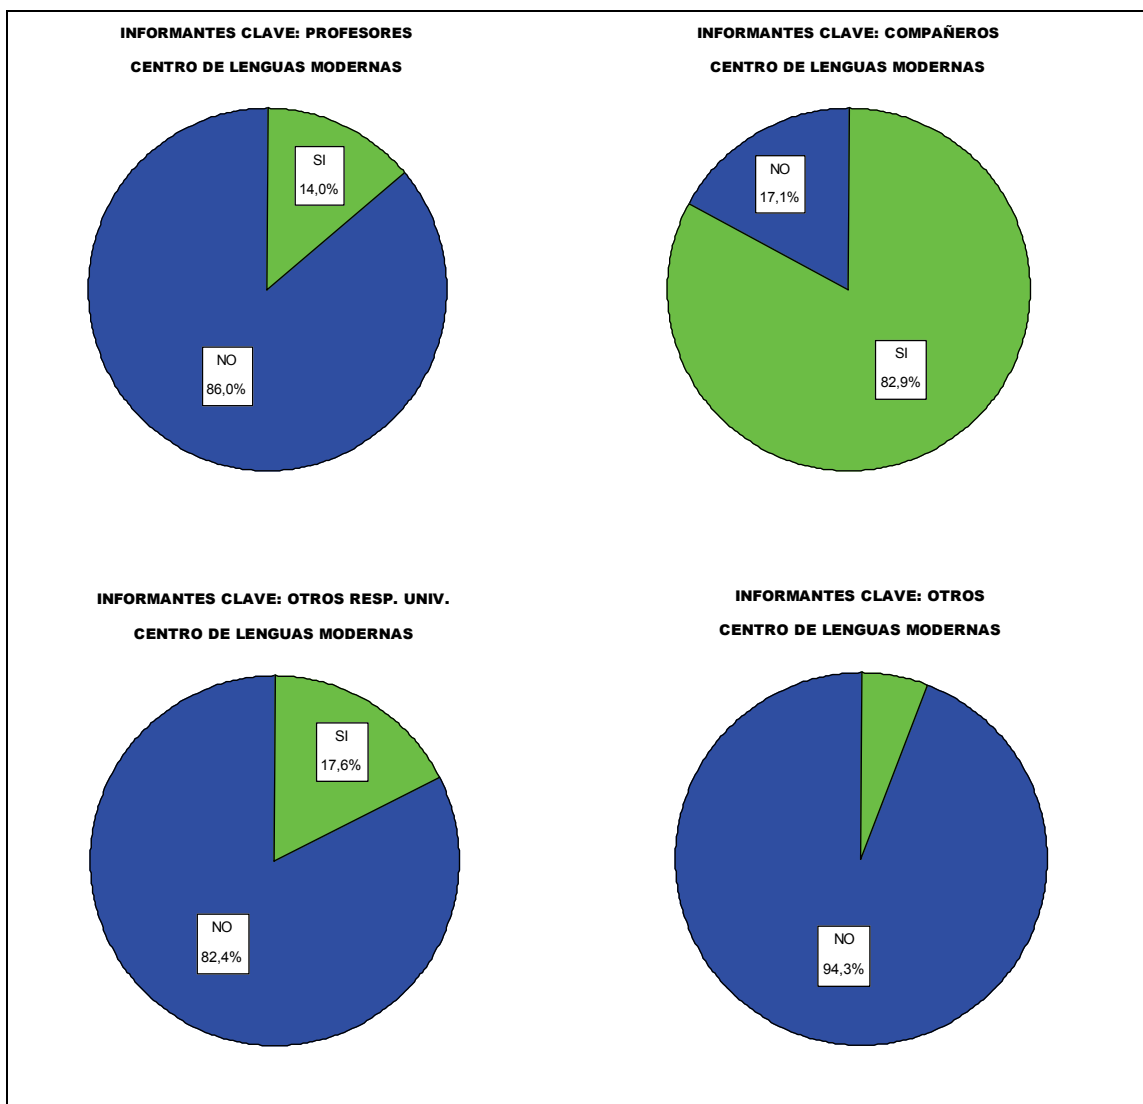 INFORMANTES CLAVE: PROFESORES
CENTRO DE LENGUAS MODERNAS
SI
14,0%
NO
86,0%
INFORMANTES CLAVE: COMPAÑEROS
CENTRO DE LENGUAS MODERNAS
NO
17,1%
SI
82,9%
INFORMANTES CLAVE: OTROS RESP. UNIV.
CENTRO DE LENGUAS MODERNAS
SI
17,6%
NO
82,4%
INFORMANTES CLAVE: OTROS
CENTRO DE LENGUAS MODERNAS
NO
94,3%